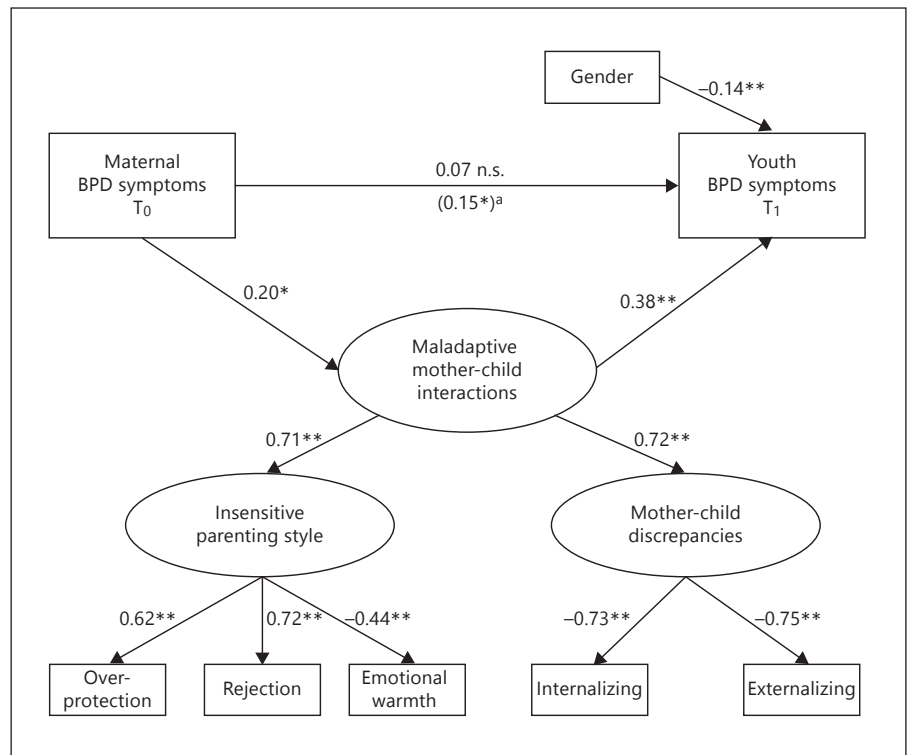 Gender
–0.14**
Maternal
BPD symptoms
T0
0.07 n.s.
(0.15*)a
Youth
BPD symptoms
T1
0.20*
0.38**
Maladaptive
mother-child
interactions
0.71**
0.72**
Insensitive
parenting style
Mother-child
discrepancies
0.62**
0.72**
–0.44**
–0.73**
–0.75**
Over-
protection
Rejection
Emotional
warmth
Internalizing
Externalizing